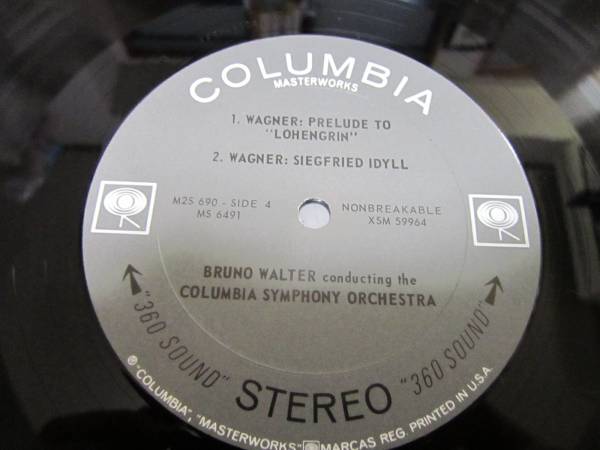 COLUMBIA
MASTERWORKS
1. WAGNER: PRELUDE TO
"LOHENGRIN"
2. WAGNER: SIEGFRIED IDYLL
M2S 690 - SIDE 4
MS 6491
NONBREAKABLE
XSM 59964
BRUNO WALTER conducting the
COLUMBIA SYMPHONY ORCHESTRA
"360 SOUND" STEREO "360 SOUND"
® "COLUMBIA", "MASTERWORKS" MARCAS REG. PRINTED IN U.S.A.